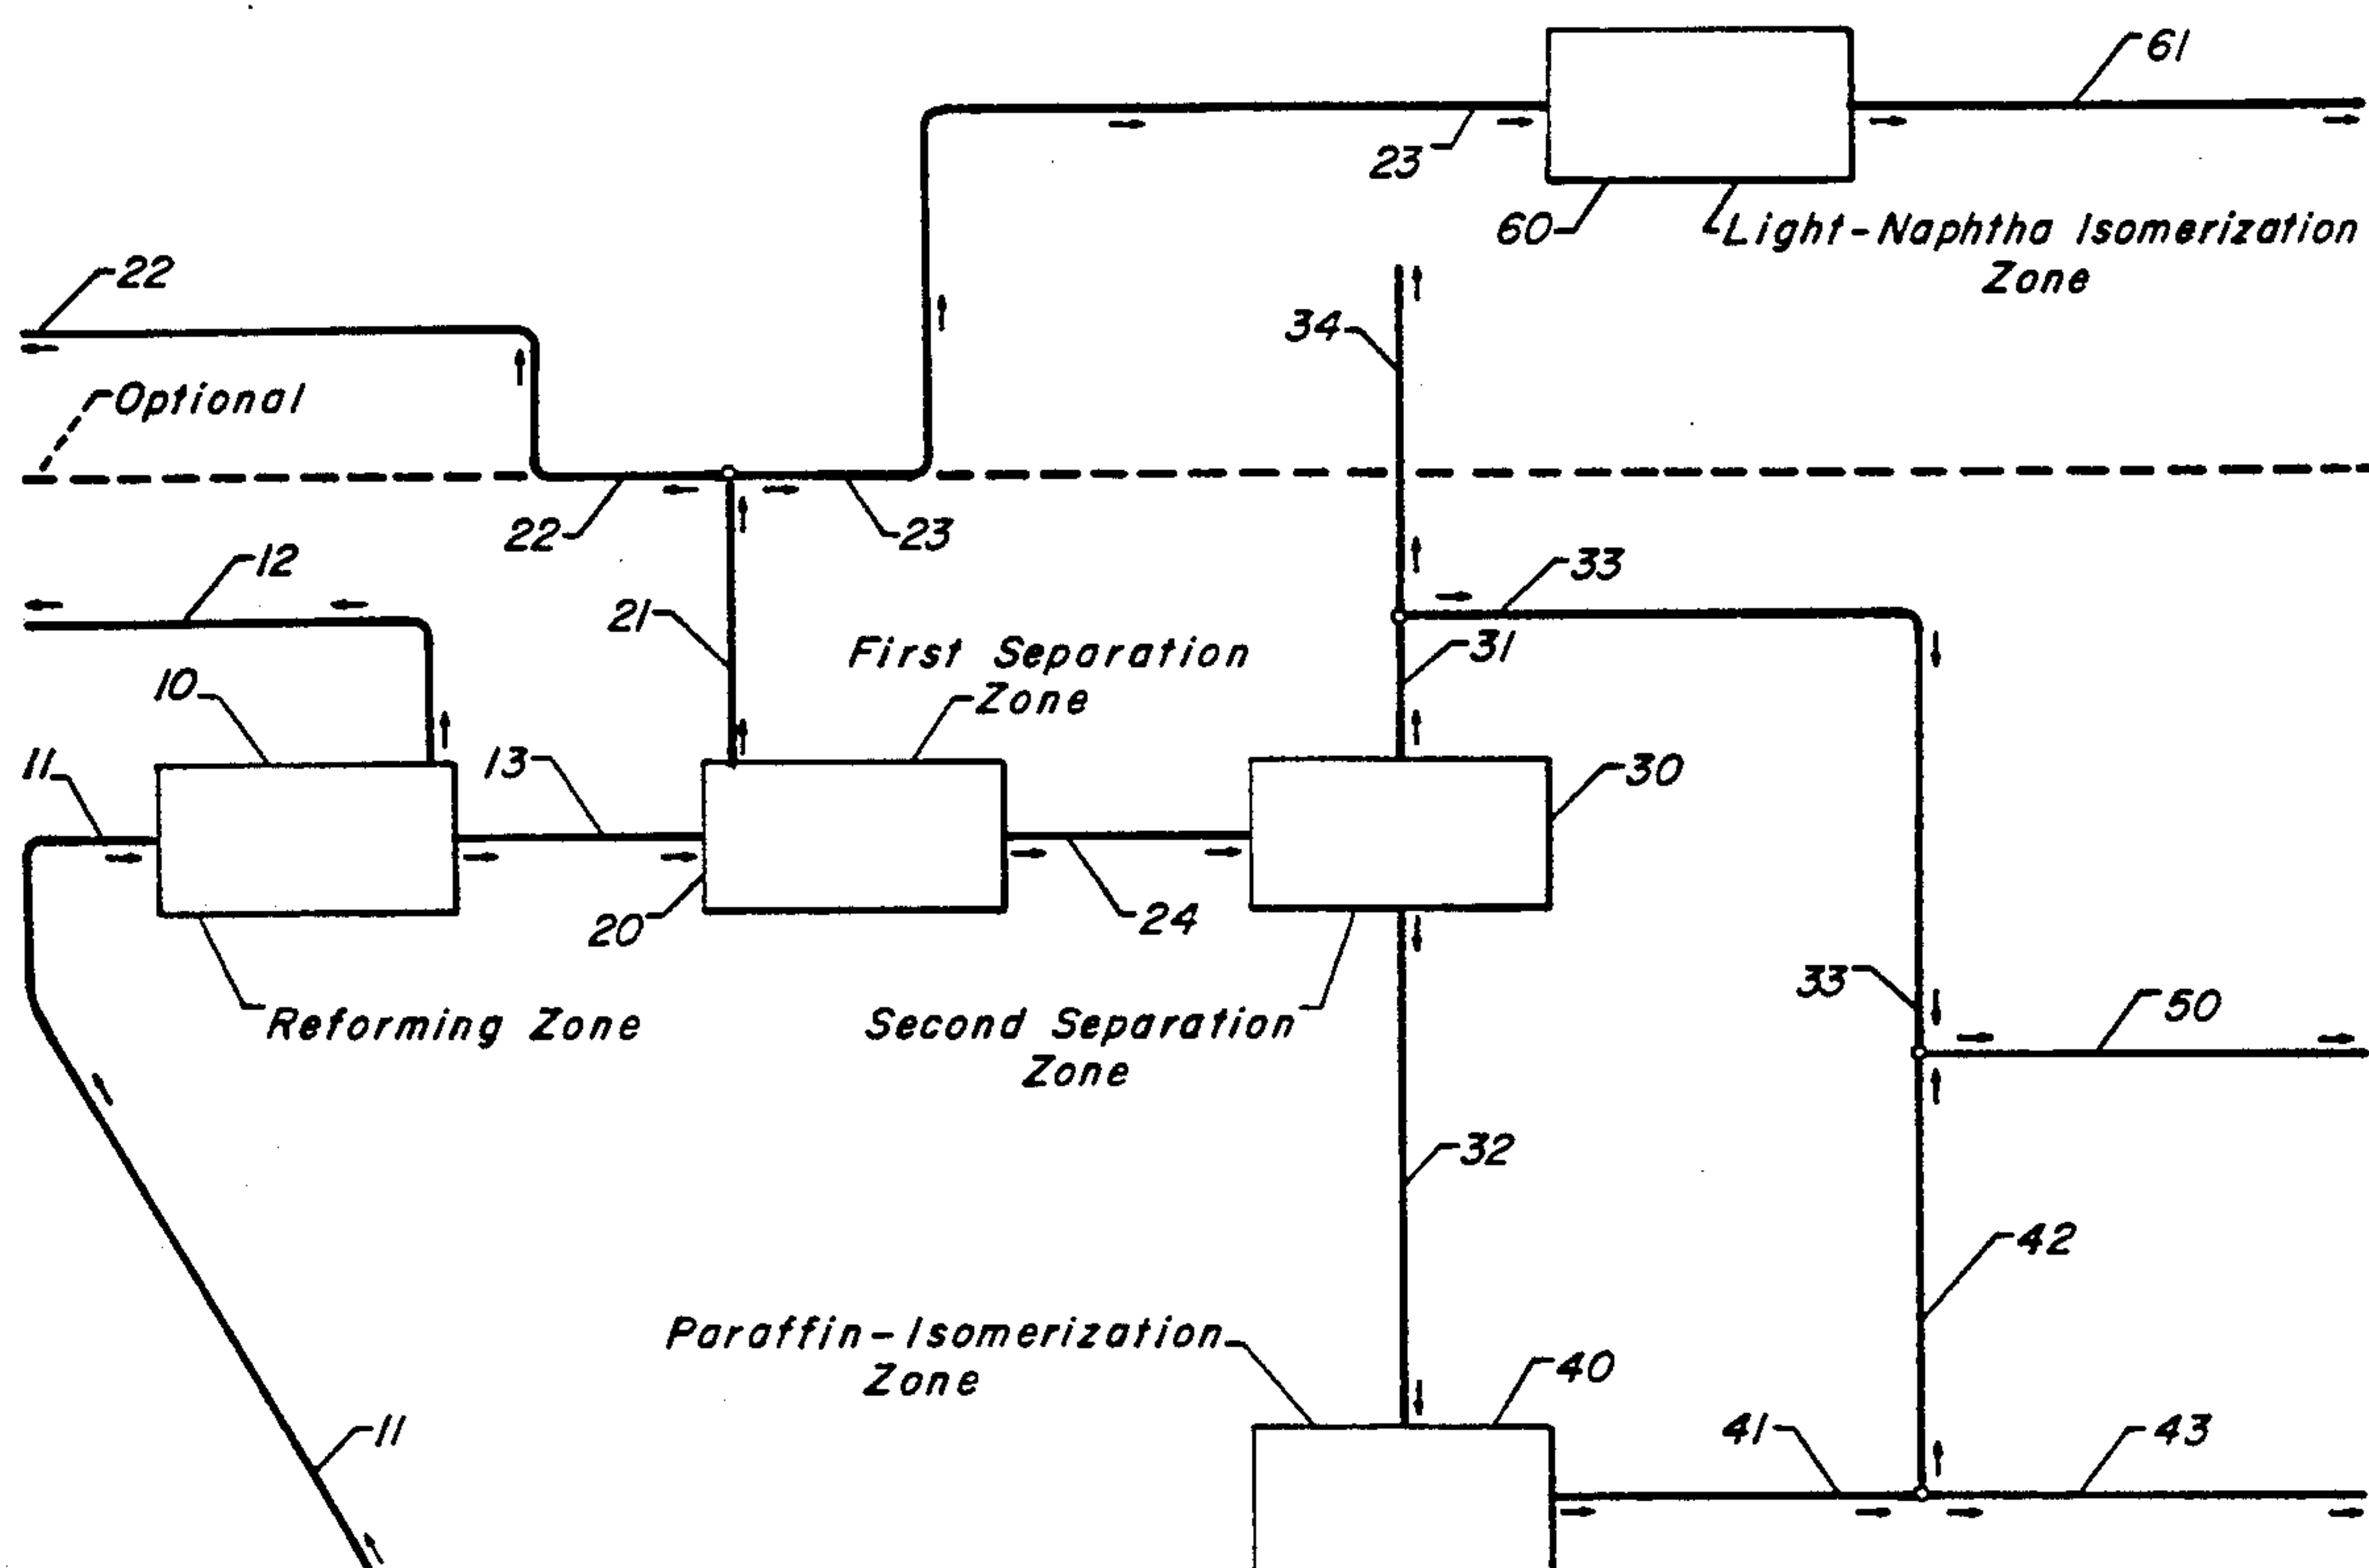 61
23
60
Light-Naphtha Isomerization
Zone
22
34
Optional
22
23
12
33
21
First Separation
Zone
31
10
11
13
30
20
24
33
50
Reforming Zone
Second Separation
Zone
32
42
Paraffin-Isomerization
Zone
40
11
41
43